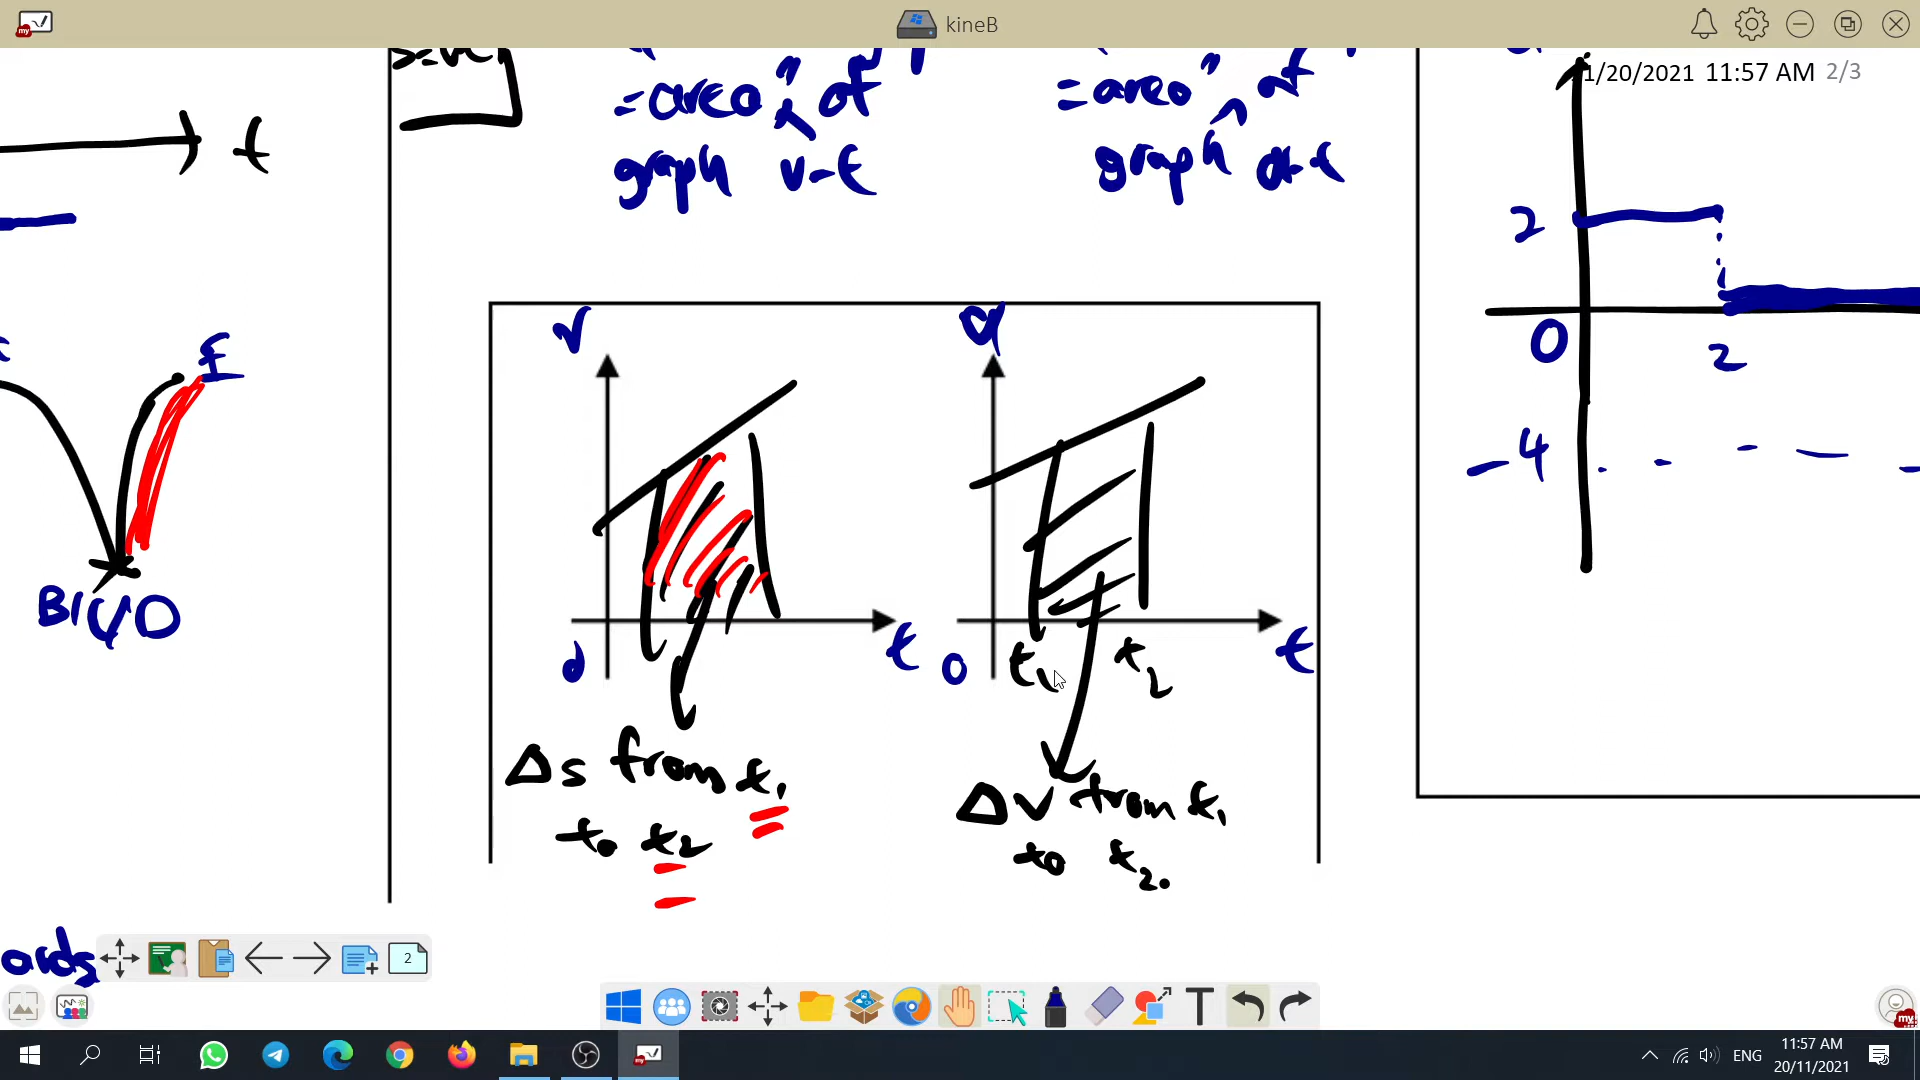 kineB
1/20/2021 11:57 AM 2/3
= area of
graph v-t
= area of
graph a-t
t
2
0
2
-4
v
0
t
Δs from t1
to t2
a
0
t1
t2
t
Δv from t1
to t2.
f
ards
2
ENG
11:57 AM
20/11/2021